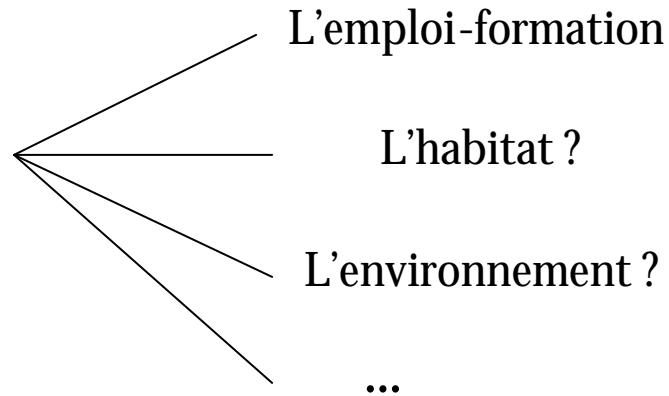 L’emploi-formation
L’habitat ?
L’environnement ?
...